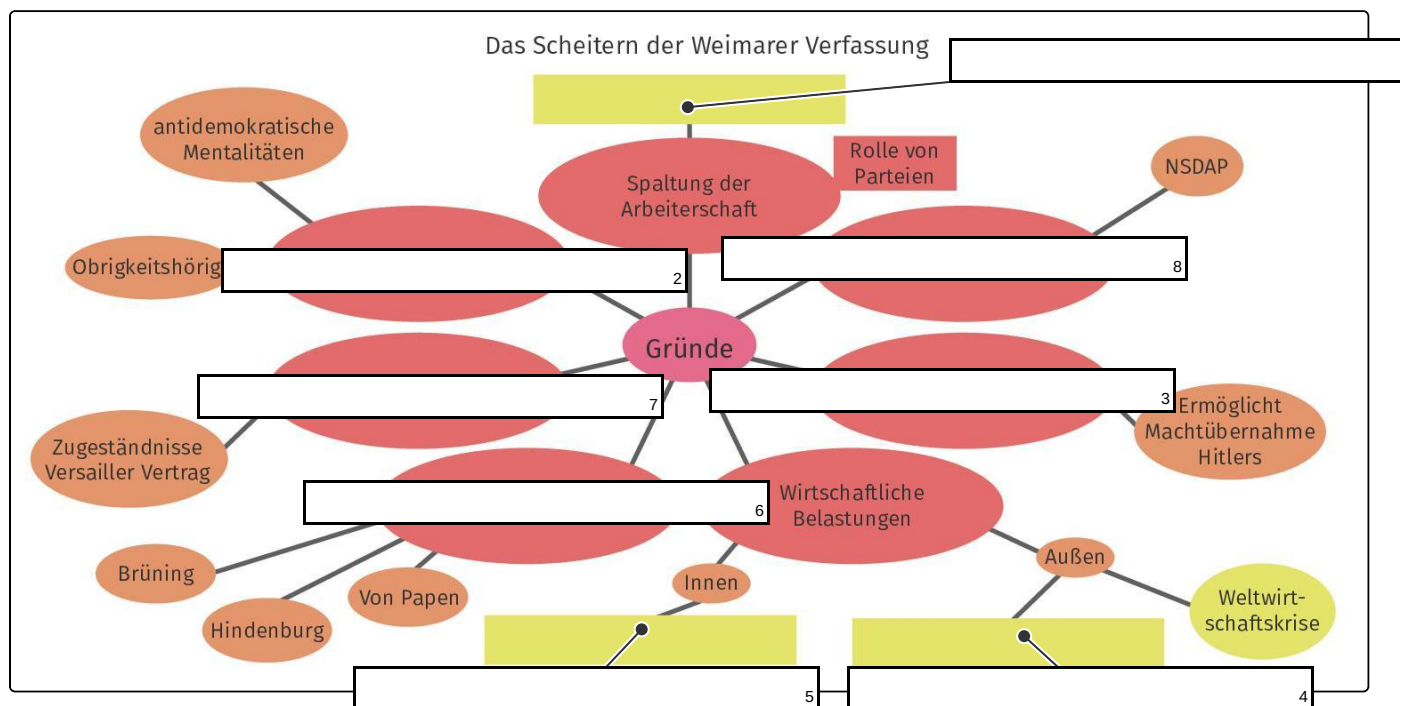 Das Scheitern der Weimarer Verfassung
antidemokratische
Mentalitäten
Rolle von
Parteien
NSDAP
Spaltung der
Arbeiterschaft
Obrigkeitshörig
2
8
Gründe
7
3
Ermöglicht
Machtübernahme
Hitlers
Zugeständnisse
Versailler Vertrag
6
Wirtschaftliche
Belastungen
Brüning
Von Papen
Hindenburg
Innen
Außen
Weltwirt-
schaftskrise
5
4